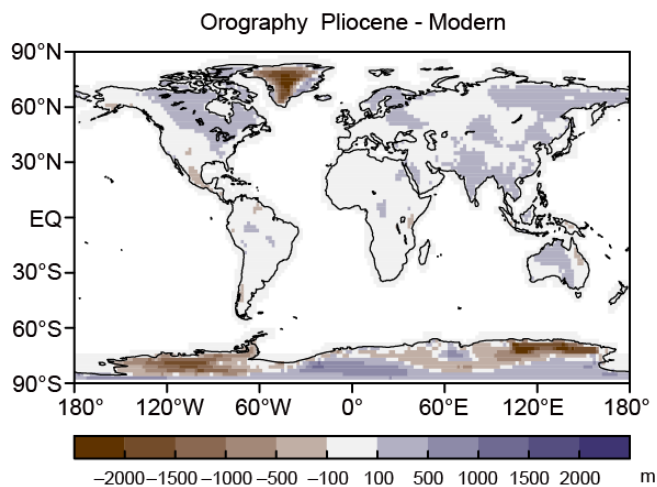 Orography Pliocene - Modern
90°N
60°N
30°N
EQ
30°S
60°S
90°S
180° 120°W 60°W 0° 60°E 120°E 180°
−2000 −1500 −1000 −500 −100 100 500 1000 1500 2000 m